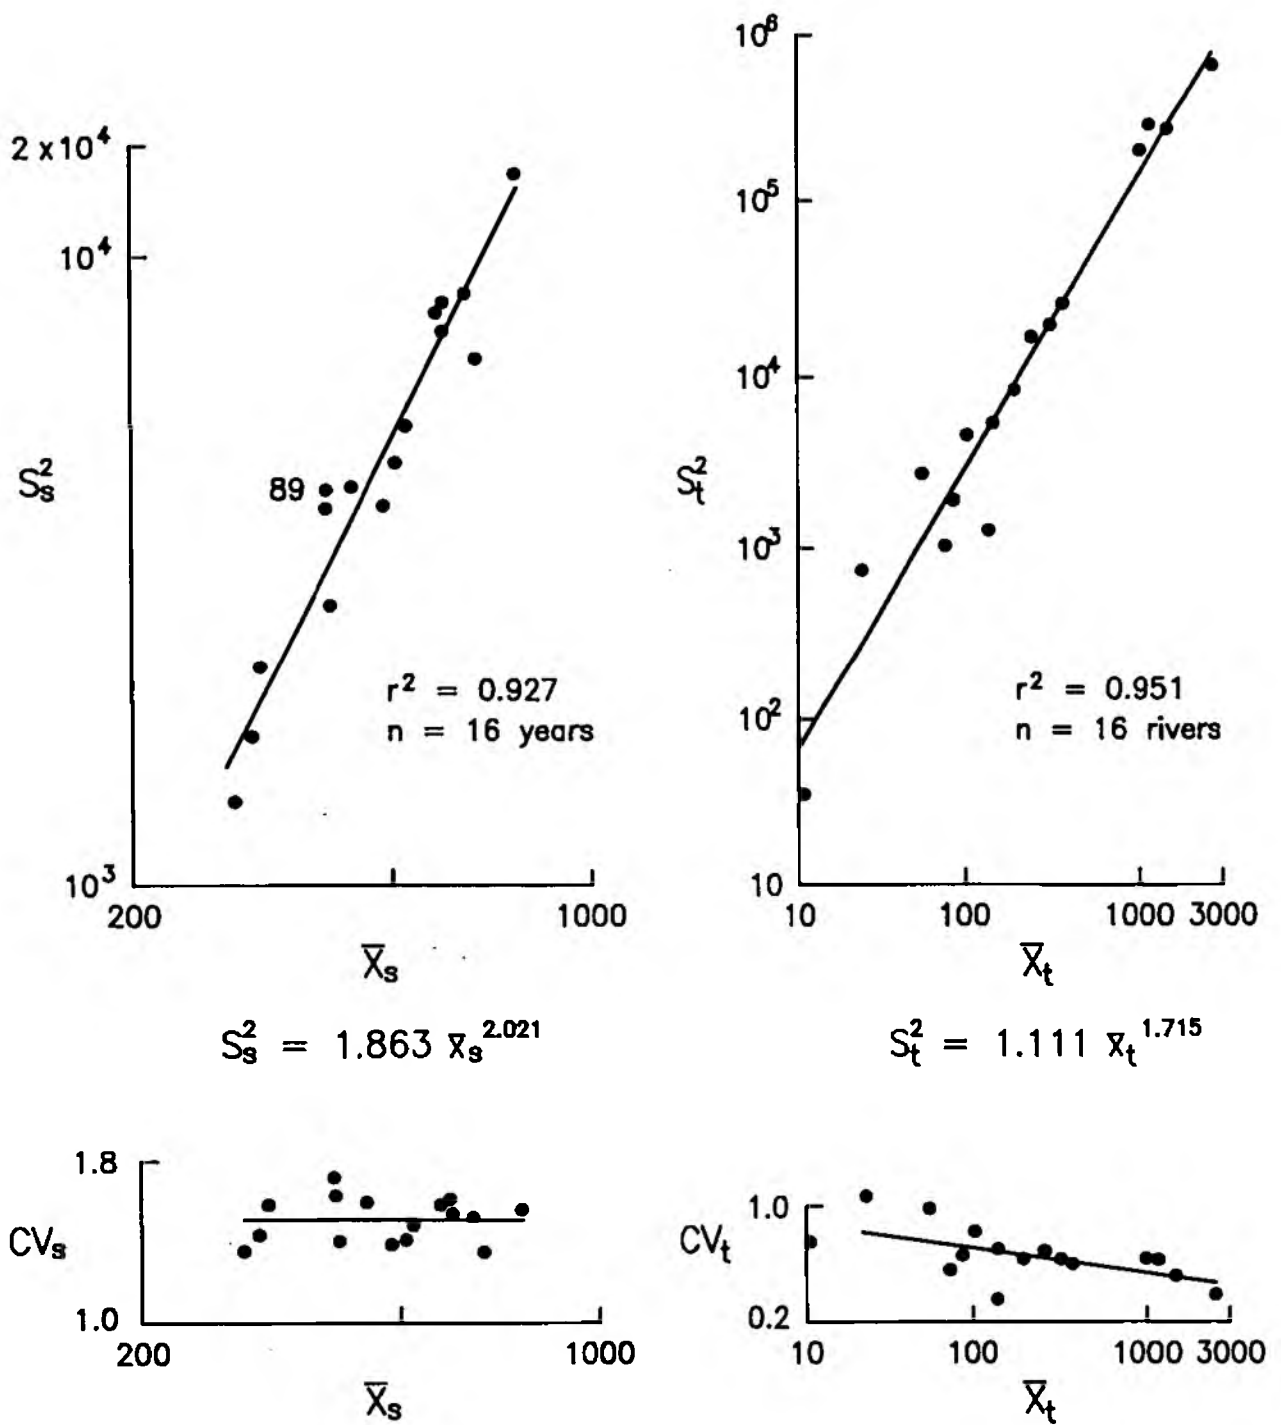 2 x 10⁴
10⁴
S²ₛ
89
r² = 0.927
n = 16 years
10³
200
1000
X̄ₛ
S²ₛ = 1.863 x̄ₛ^2.021
10⁶
10⁵
10⁴
S²ₜ
10³
10²
10
r² = 0.951
n = 16 rivers
10
100
1000
3000
X̄ₜ
S²ₜ = 1.111 x̄ₜ^1.715
1.8
CVₛ
1.0
200
1000
X̄ₛ
1.0
CVₜ
0.2
10
100
1000
3000
X̄ₜ